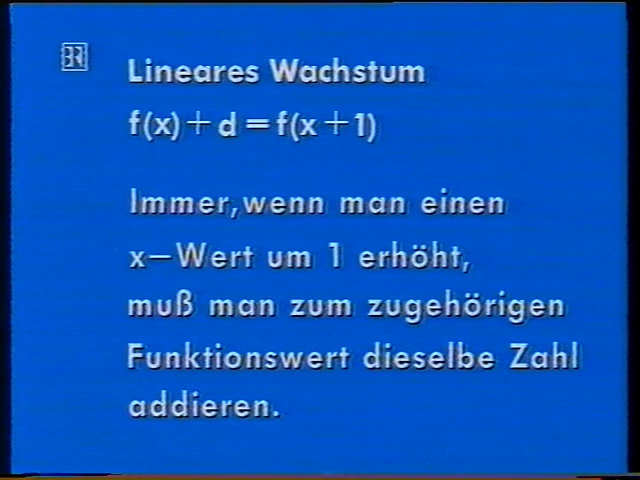 BR
Lineares Wachstum
f(x)+d=f(x+1)
Immer,wenn man einen
x–Wert um 1 erhöht,
muß man zum zugehörigen
Funktionswert dieselbe Zahl
addieren.